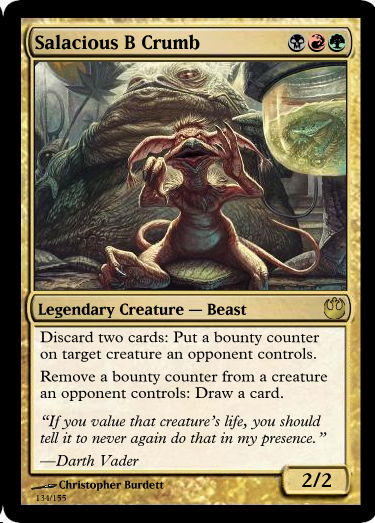 Salacious B Crumb
Legendary Creature — Beast
Discard two cards: Put a bounty counter
on target creature an opponent controls.
Remove a bounty counter from a creature
an opponent controls: Draw a card.
“If you value that creature's life, you should
tell it to never again do that in my presence.”
—Darth Vader
2/2
Christopher Burdett
134/155